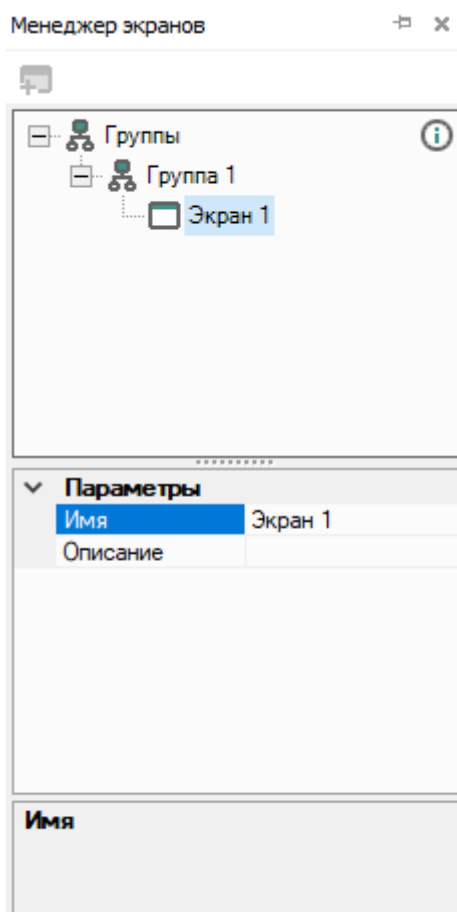 Менеджер экранов
Группы
Группа 1
Экран 1
Параметры
Имя Экран 1
Описание
Имя